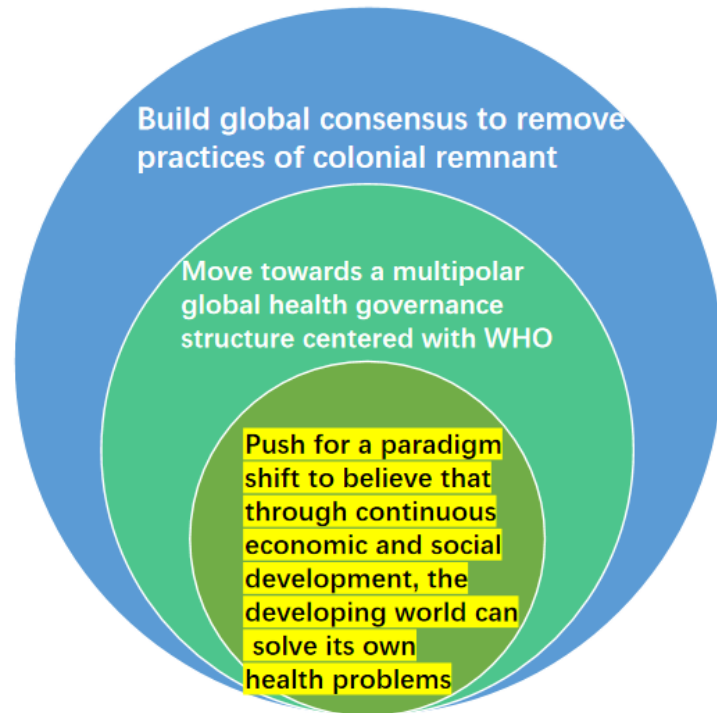 Build global consensus to remove
practices of colonial remnant
Move towards a multipolar
global health governance
structure centered with WHO
Push for a paradigm
shift to believe that
through continuous
economic and social
development, the
developing world can
solve its own
health problems